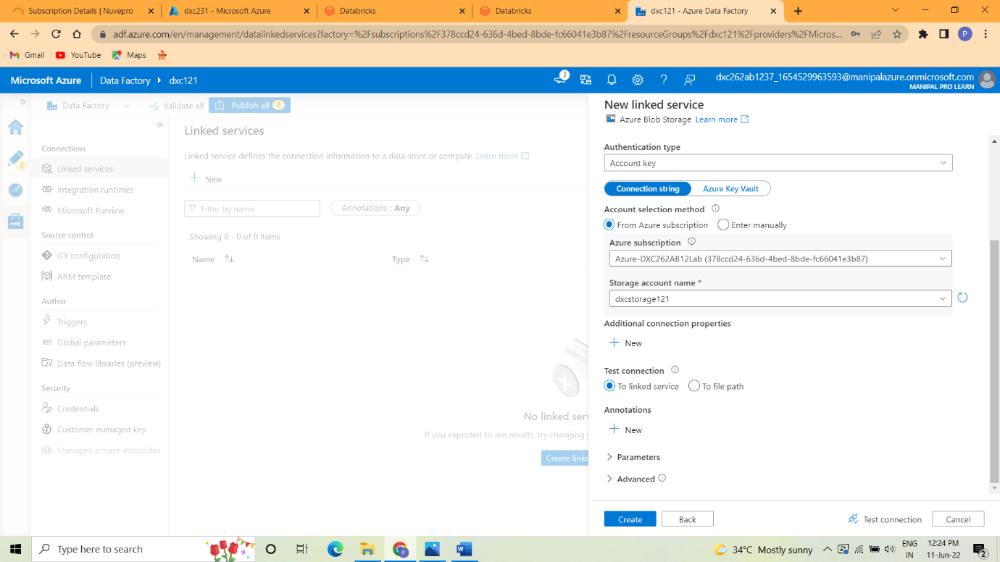 Subscription Details | Nuvepro
dxc231 - Microsoft Azure
Databricks
Databricks
dxc121 - Azure Data Factory
adf.azure.com/en/management/datalinkedservices?factory=%2Fsubscriptions%2F378ccd24-636d-4bed-8bde-fc66041e3b87%2FresourceGroups%2Fdxc121%2Fproviders%2FMicros...
P
Gmail
YouTube
Maps
Microsoft Azure
Data Factory
dxc121
3
dxc262ab1237_1654529963593@manipalazure.onmicrosoft.com
MANIPAL PRO LEARN
Data Factory
Validate all
Publish all 2
2
Connections
Linked services
Integration runtimes
Microsoft Purview
Source control
Git configuration
ARM template
Author
Triggers
Global parameters
Data flow libraries (preview)
Security
Credentials
Customer managed key
Managed private endpoints
Linked services
Linked service defines the connection information to a data store or compute. Learn more
New
Filter by name
Annotations : Any
Showing 0 - 0 of 0 items
Name
Type
No linked serv
If you expected to see results, try changing
Create linke
New linked service
Azure Blob Storage Learn more
Authentication type
Account key
Connection string
Azure Key Vault
Account selection method
From Azure subscription
Enter manually
Azure subscription
Azure-DXC262AB12Lab (378ccd24-636d-4bed-8bde-fc66041e3b87)
Storage account name *
dxcstorage121
Additional connection properties
New
Test connection
To linked service
To file path
Annotations
New
Parameters
Advanced
Create
Back
Test connection
Cancel
Type here to search
34°C Mostly sunny
ENG
IN
12:24 PM
11-Jun-22
2